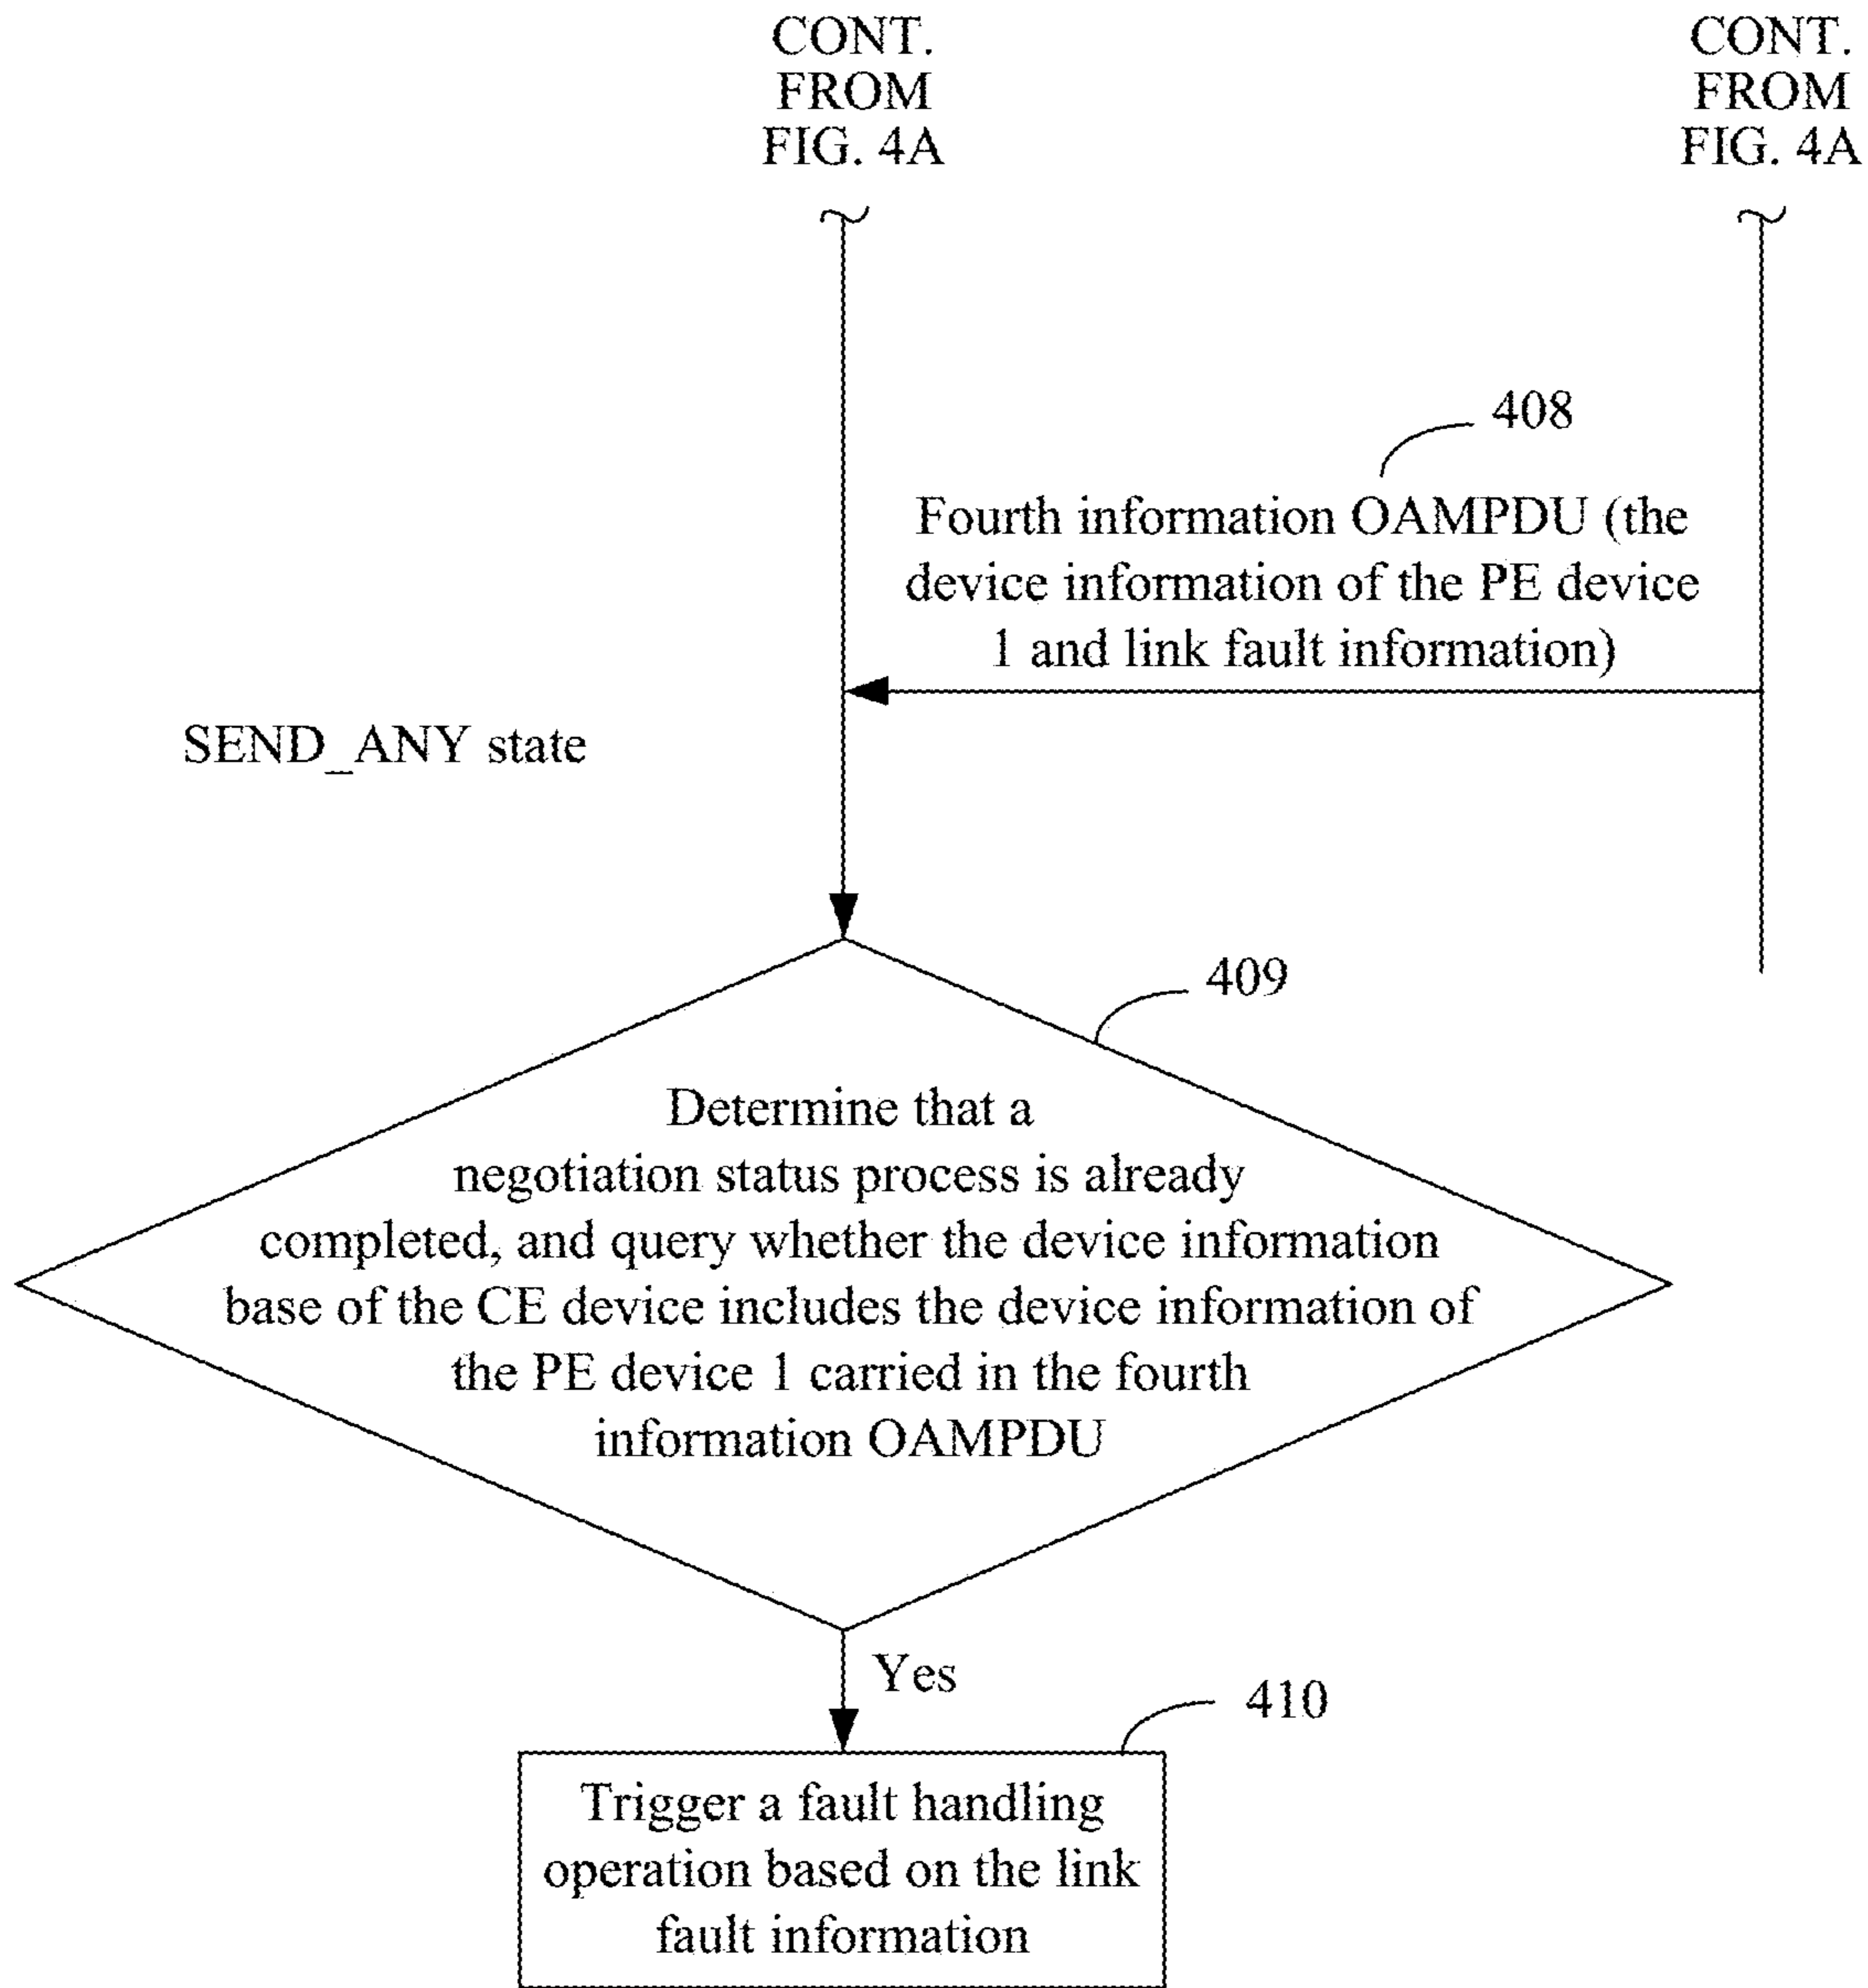 CONT.
FROM
FIG. 4A
CONT.
FROM
FIG. 4A
408
Fourth information OAMPDU (the
device information of the PE device
1 and link fault information)
SEND_ANY state
409
Determine that a
negotiation status process is already
completed, and query whether the device information
base of the CE device includes the device information of
the PE device 1 carried in the fourth
information OAMPDU
Yes
410
Trigger a fault handling
operation based on the link
fault information